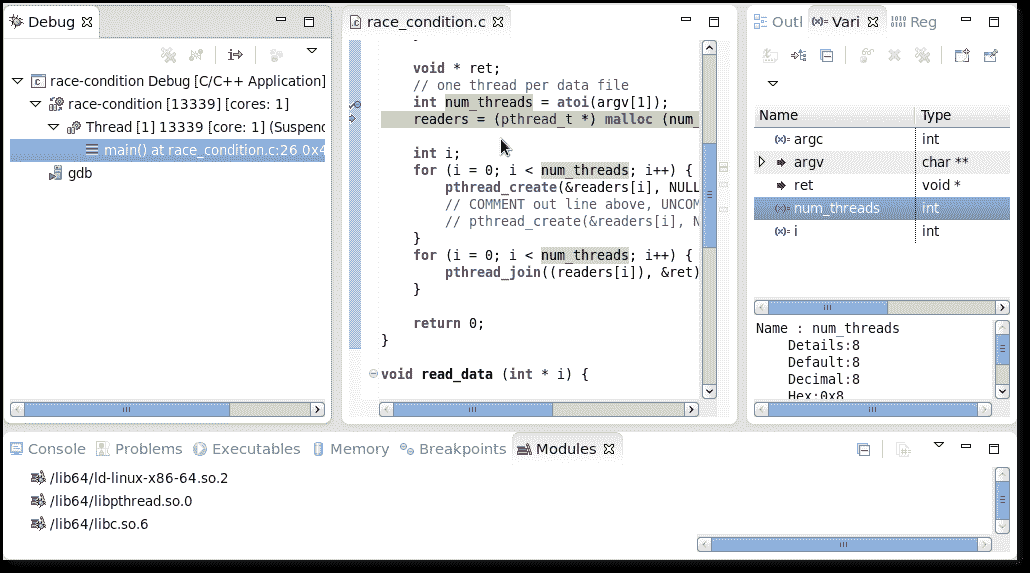 Debug
race-condition Debug [C/C++ Application]
race-condition [13339] [cores: 1]
Thread [1] 13339 [core: 1] (Suspend
main() at race_condition.c:26 0x4
gdb
race_condition.c
void * ret;
// one thread per data file
int num_threads = atoi(argv[1]);
readers = (pthread_t *) malloc (num_
int i;
for (i = 0; i < num_threads; i++) {
pthread_create(&readers[i], NULL
// COMMENT out line above, UNCOM
// pthread_create(&readers[i], N
}
for (i = 0; i < num_threads; i++) {
pthread_join((readers[i]), &ret)
}
return 0;
}
void read_data (int * i) {
Outl
(x)= Vari
1010 0101 Reg
Name Type
(x)= argc int
argv char **
ret void *
(x)= num_threads int
(x)= i int
Name : num_threads
Details:8
Default:8
Decimal:8
Hex:0x8
Console
Problems
Executables
Memory
Breakpoints
Modules
/lib64/ld-linux-x86-64.so.2
/lib64/libpthread.so.0
/lib64/libc.so.6